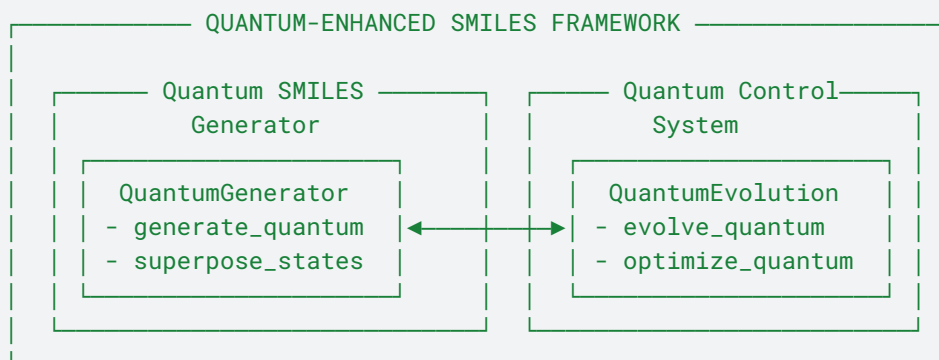 QUANTUM-ENHANCED SMILES FRAMEWORK
Quantum SMILES
Generator
QuantumGenerator
- generate_quantum
- superpose_states
Quantum Control
System
QuantumEvolution
- evolve_quantum
- optimize_quantum